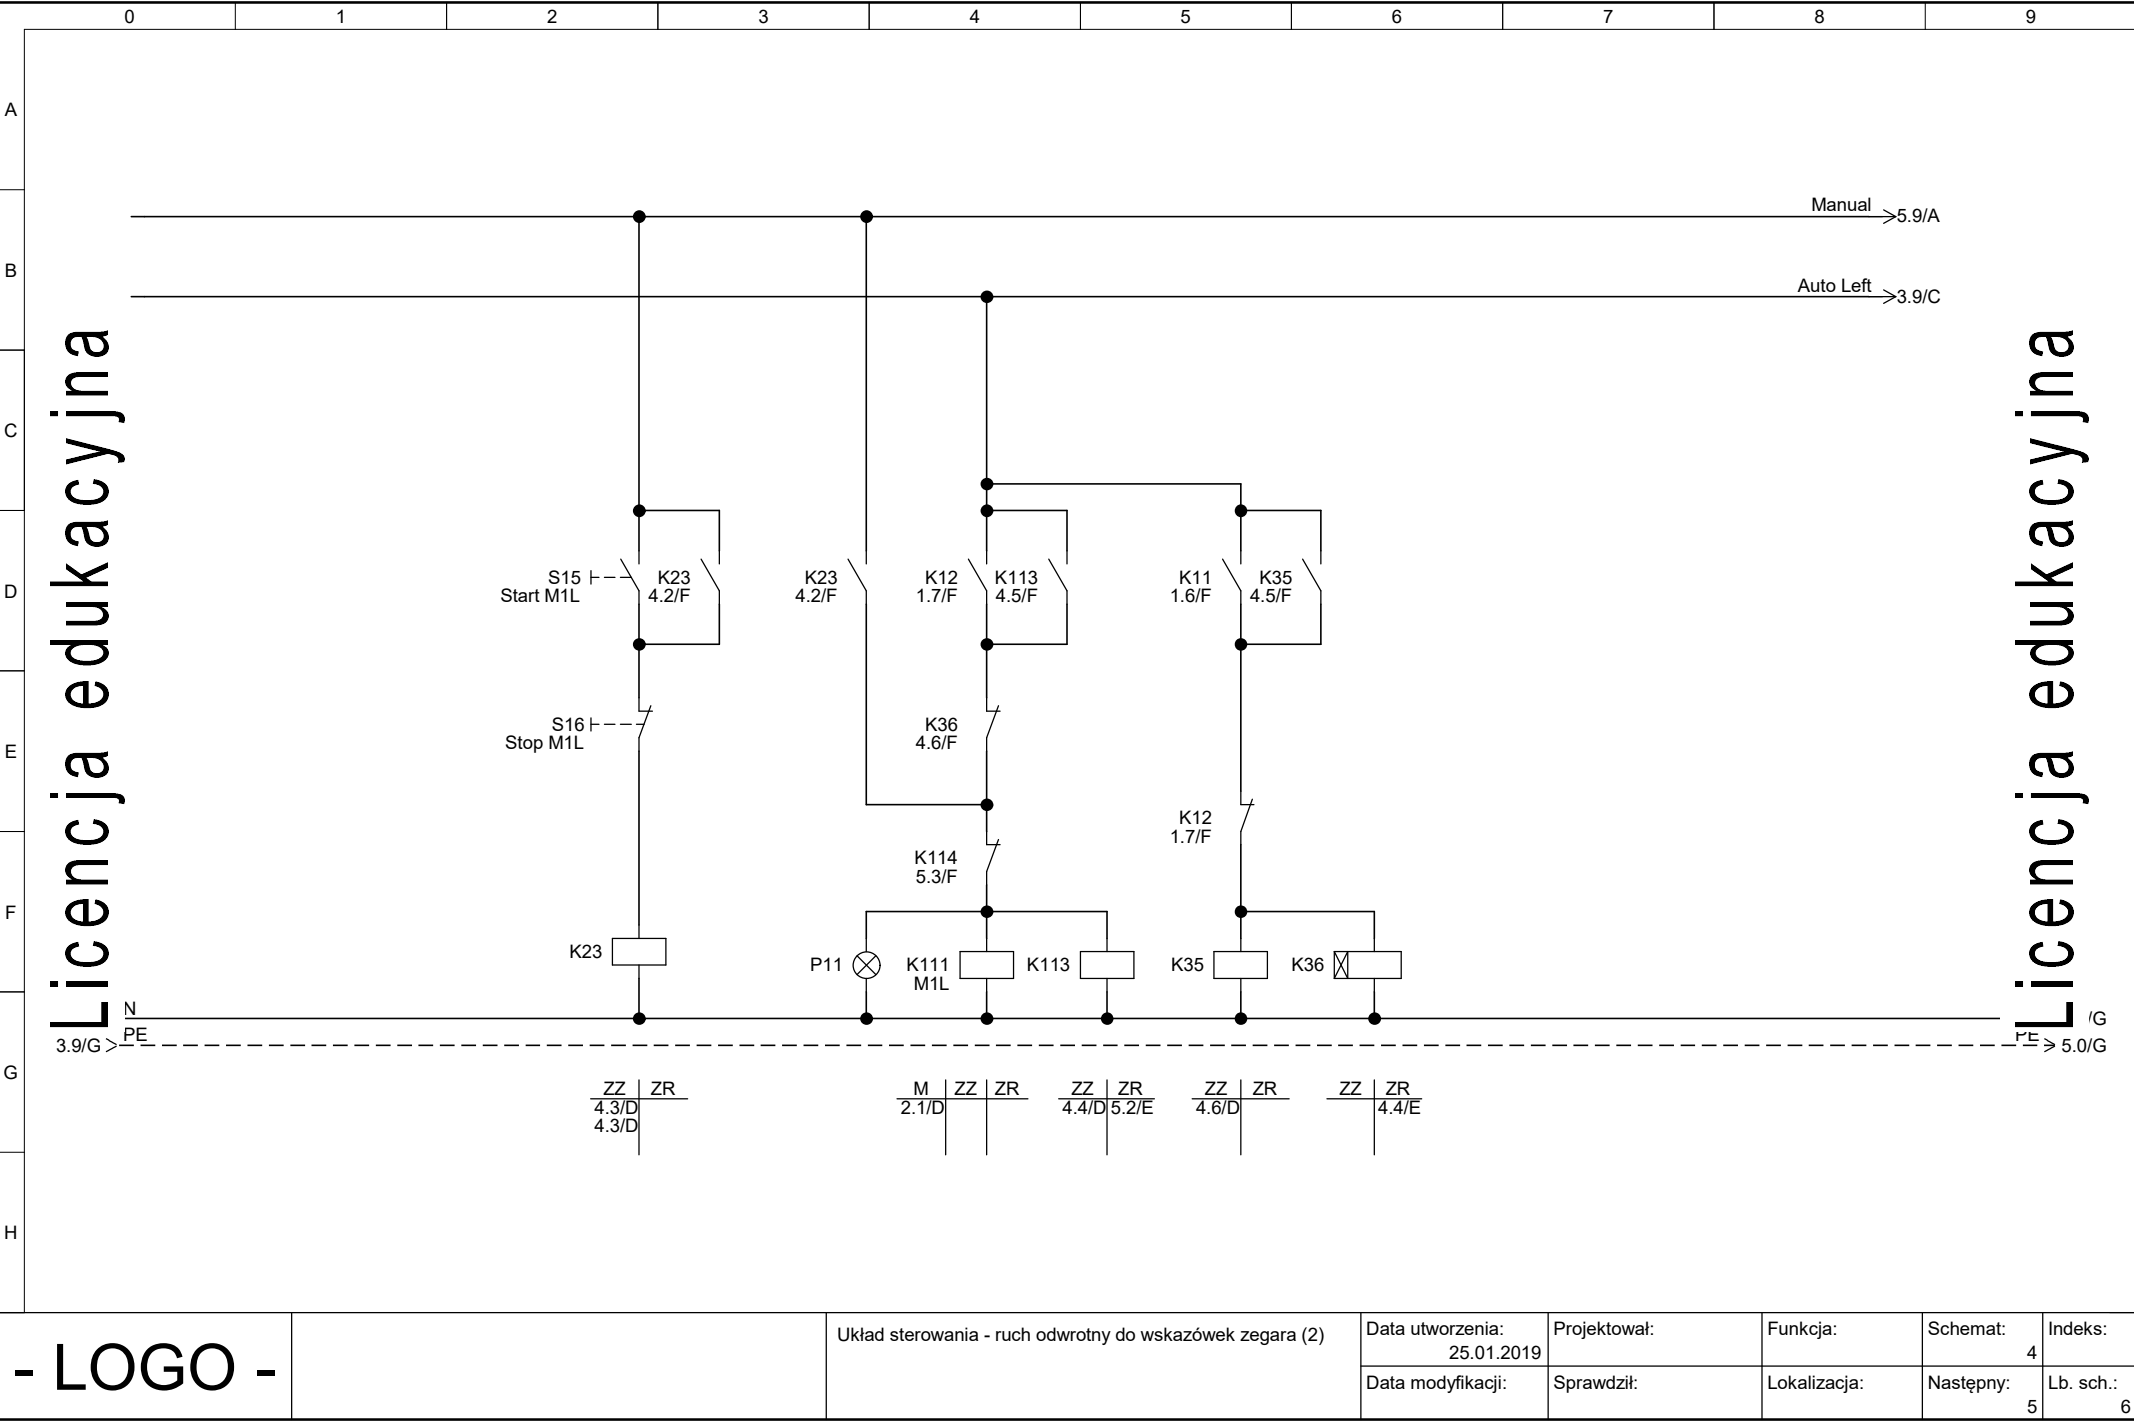 0 1 2 3 4 5 6 7 8 9
A
B
C
D
E
F
G
H
Manual
5.9/A
Auto Left
3.9/C
Licencja edukacyjna
Licencja edukacyjna
S15
Start M1L
K23
4.2/F
K23
4.2/F
K12
1.7/F
K113
4.5/F
K11
1.6/F
K35
4.5/F
S16
Stop M1L
K36
4.6/F
K12
1.7/F
K114
5.3/F
K23
P11
K111
M1L
K113
K35
K36
N
PE
3.9/G
/G
PE
5.0/G
ZZ ZR
4.3/D
4.3/D
M ZZ ZR
2.1/D
ZZ ZR
4.4/D 5.2/E
ZZ ZR
4.6/D
ZZ ZR
4.4/E
- LOGO -
Układ sterowania - ruch odwrotny do wskazówek zegara (2)
Data utworzenia:
25.01.2019
Data modyfikacji:
Projektował:
Sprawdził:
Funkcja:
Lokalizacja:
Schemat:
4
Następny:
5
Indeks:
Lb. sch.:
6